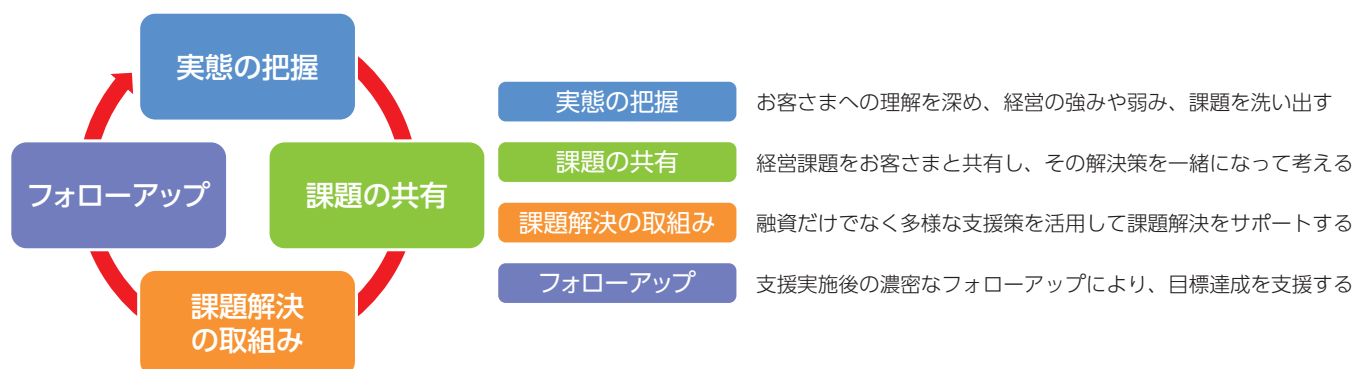 実態の把握
課題の共有
課題解決
の取組み
フォローアップ
実態の把握 お客さまへの理解を深め、経営の強みや弱み、課題を洗い出す
課題の共有 経営課題をお客さまと共有し、その解決策を一緒になって考える
課題解決の取組み 融資だけでなく多様な支援策を活用して課題解決をサポートする
フォローアップ 支援実施後の濃密なフォローアップにより、目標達成を支援する